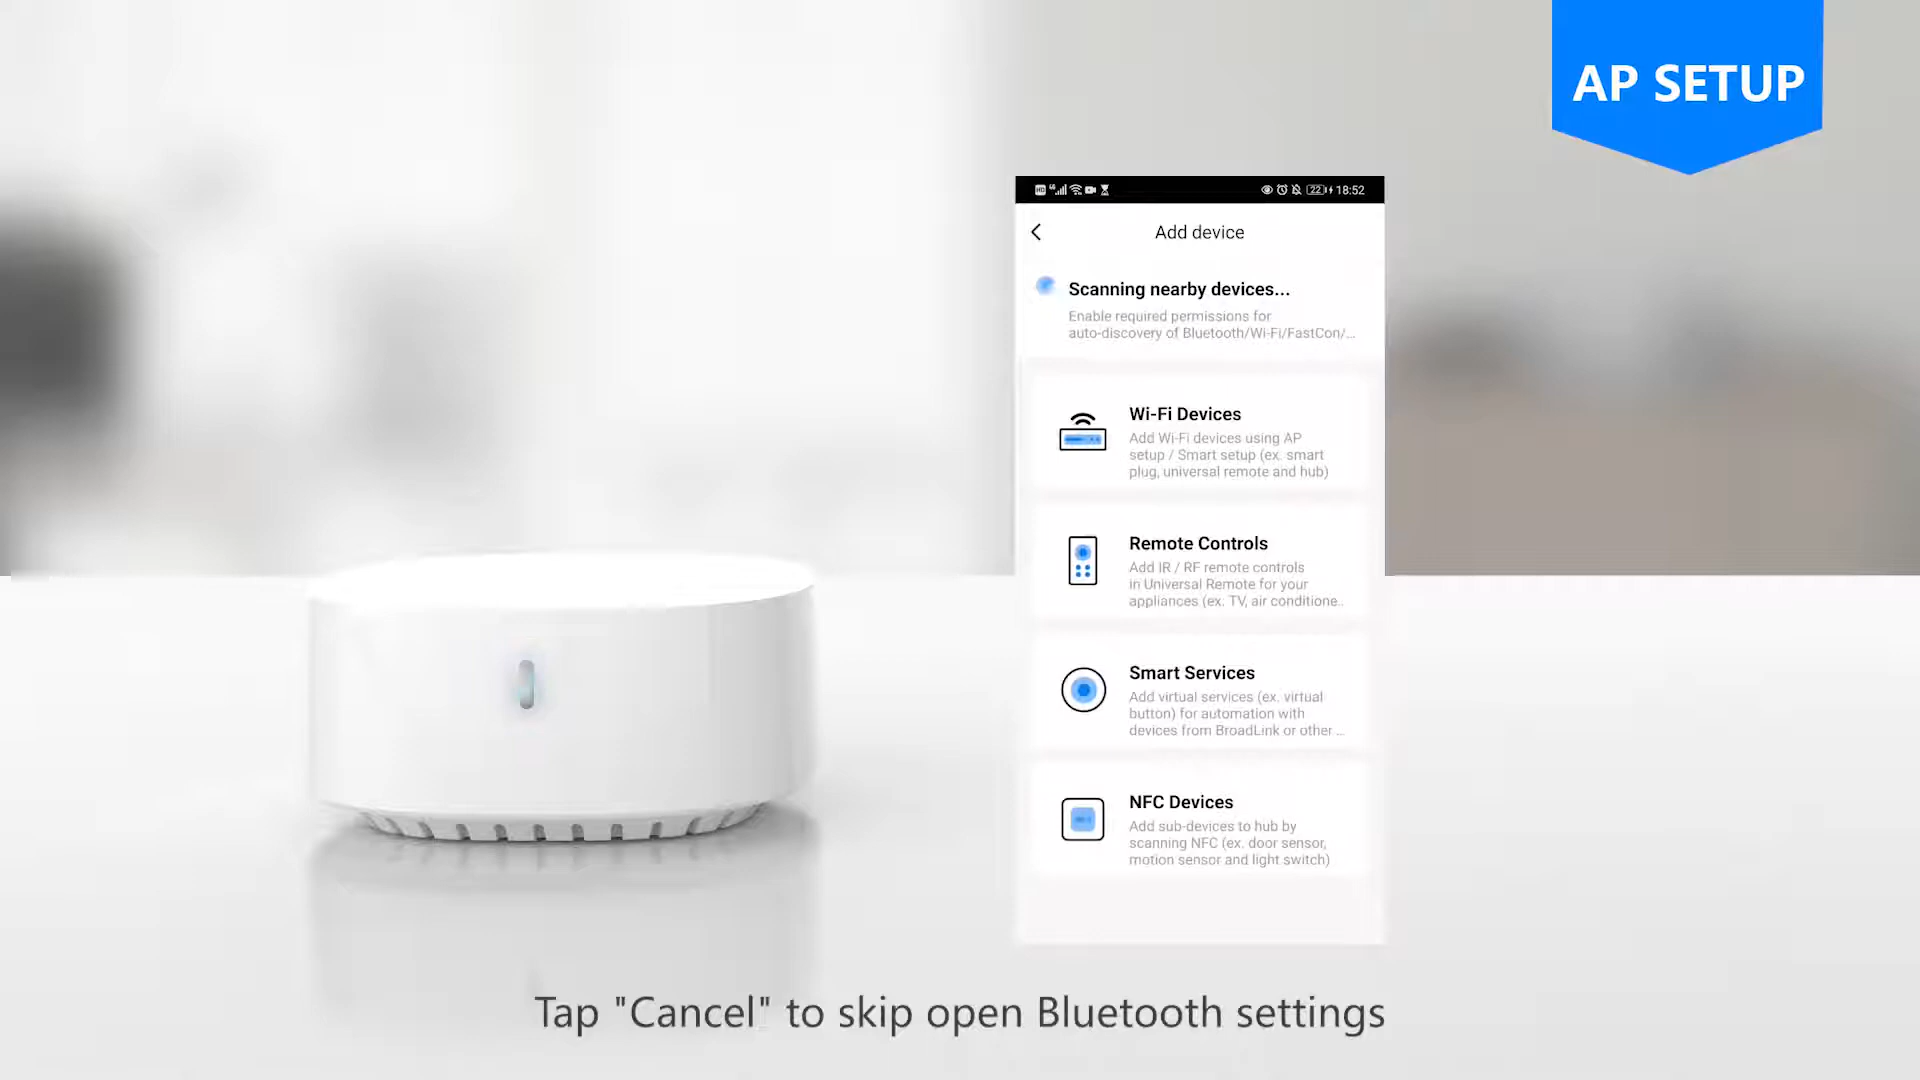 AP SETUP
22 18:52
Add device
Scanning nearby devices...
Enable required permissions for
auto-discovery of Bluetooth/Wi-Fi/FastCon/...
Wi-Fi Devices
Add Wi-Fi devices using AP
setup / Smart setup (ex. smart
plug, universal remote and hub)
Remote Controls
Add IR / RF remote controls
in Universal Remote for your
appliances (ex. TV, air conditione..
Smart Services
Add virtual services (ex. virtual
button) for automation with
devices from BroadLink or other ...
NFC Devices
Add sub-devices to hub by
scanning NFC (ex. door sensor,
motion sensor and light switch)
Tap "Cancel" to skip open Bluetooth settings